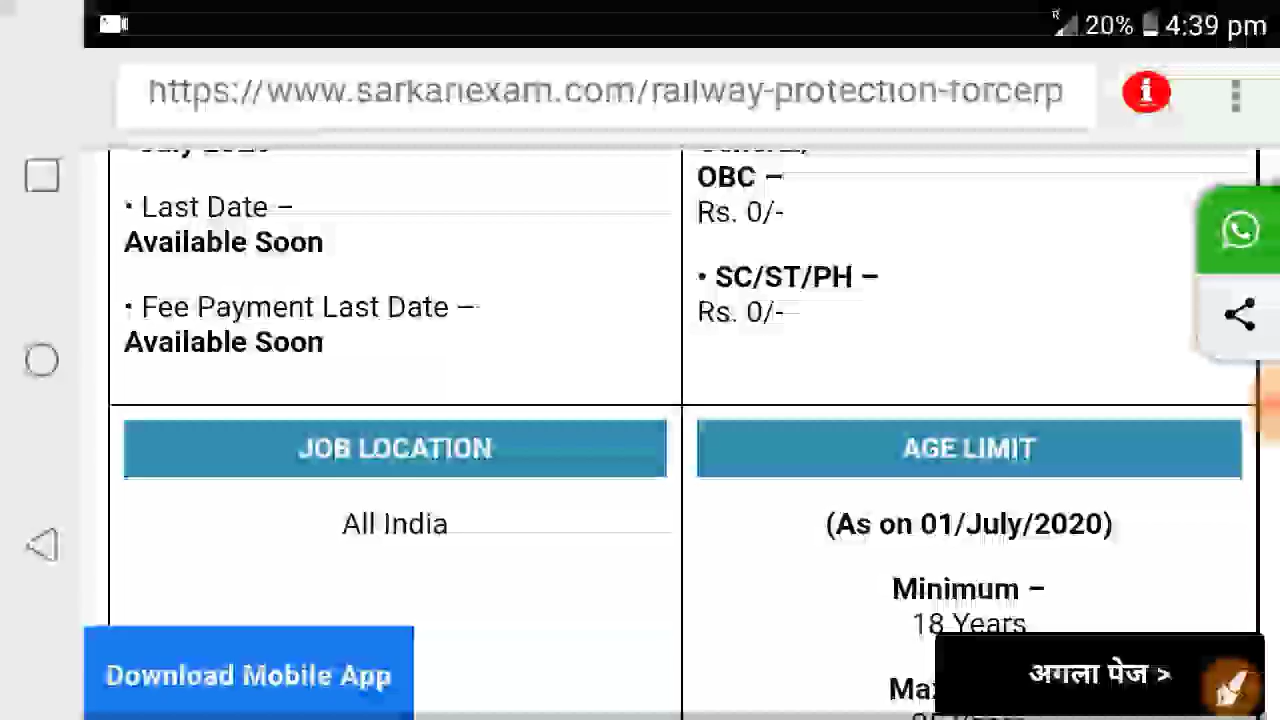 20% 4:39 pm
https://www.sarkariexam.com/railway-protection-forcerp
• Last Date –
Available Soon
• Fee Payment Last Date –
Available Soon
OBC –
Rs. 0/-
• SC/ST/PH –
Rs. 0/-
JOB LOCATION
All India
AGE LIMIT
(As on 01/July/2020)
Minimum –
18 Years
Download Mobile App
अगला पेज >